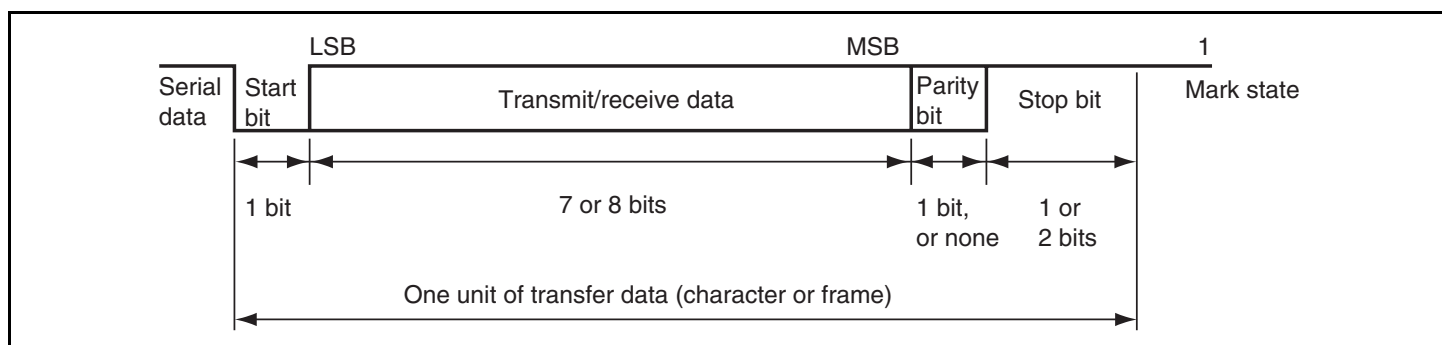 LSB
MSB
1
Serial
data
Start
bit
Transmit/receive data
Parity
bit
Stop bit
Mark state
1 bit
7 or 8 bits
1 bit,
or none
1 or
2 bits
One unit of transfer data (character or frame)